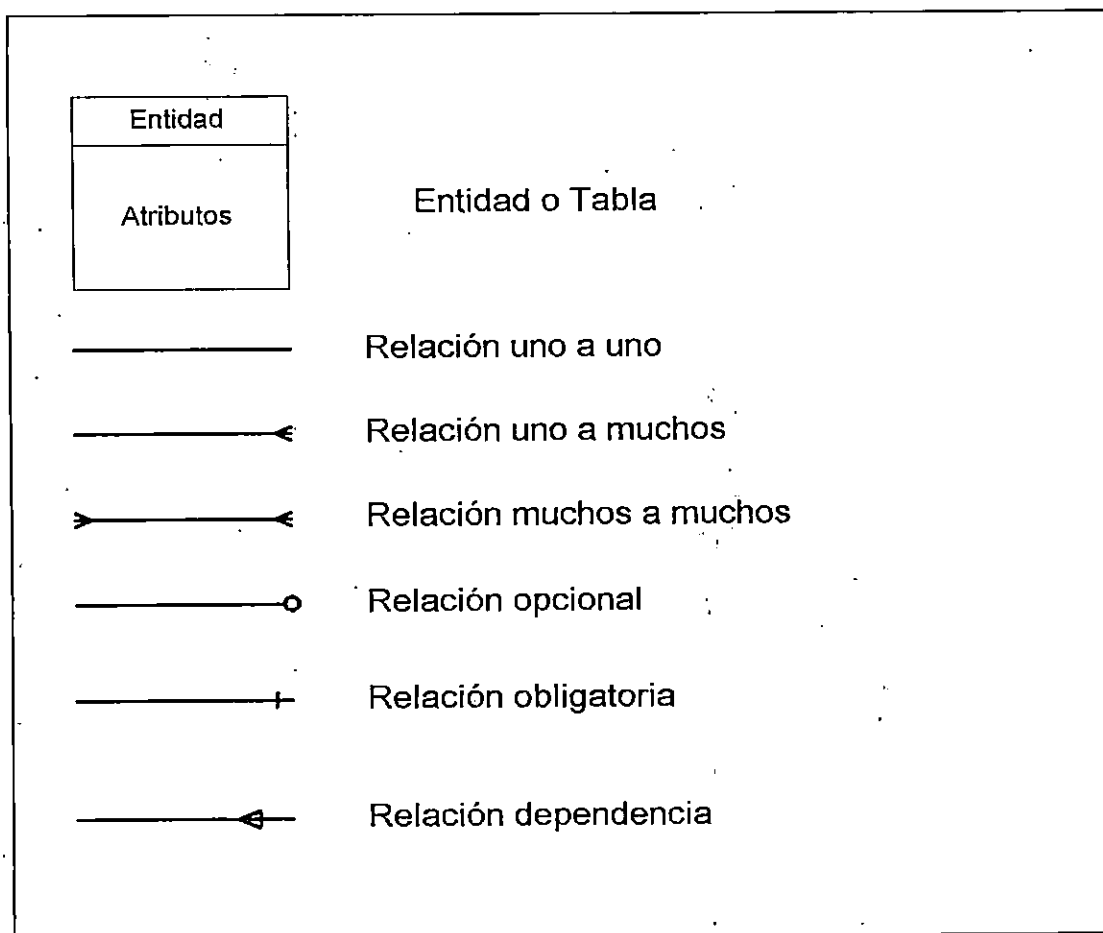 Entidad
Atributos
Entidad o Tabla
Relación uno a uno
Relación uno a muchos
Relación muchos a muchos
Relación opcional
Relación obligatoria
Relación dependencia